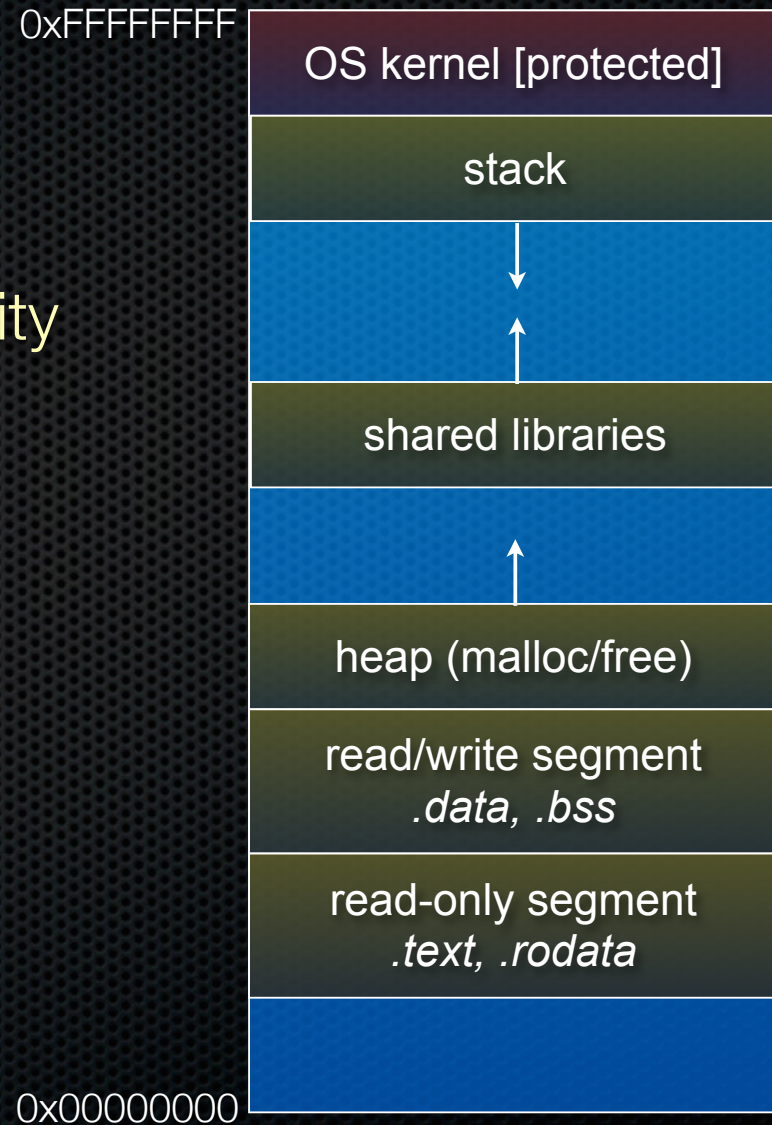 0xFFFFFFFF
OS kernel [protected]
stack
ity
shared libraries
heap (malloc/free)
read/write segment
.data, .bss
read-only segment
.text, .rodata
0x00000000